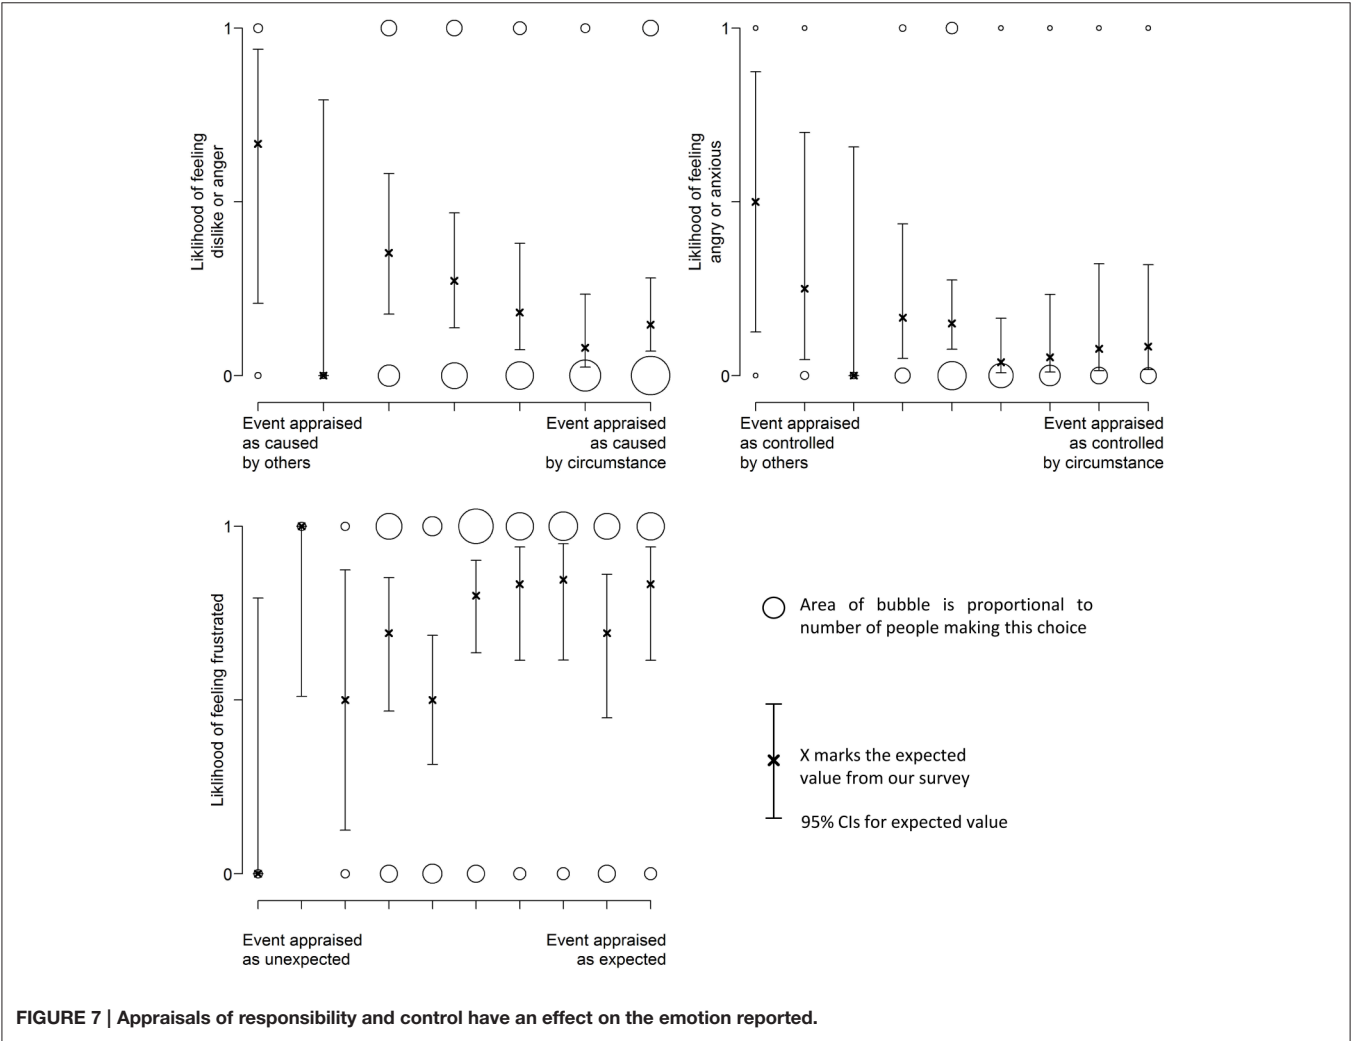 1
0
Liklihood of feeling
dislike or anger
Event appraised
as caused
by others
Event appraised
as caused
by circumstance
1
0
Liklihood of feeling
angry or anxious
Event appraised
as controlled
by others
Event appraised
as controlled
by circumstance
1
0
Liklihood of feeling frustrated
Event appraised
as unexpected
Event appraised
as expected
Area of bubble is proportional to
number of people making this choice
X marks the expected
value from our survey
95% CIs for expected value
FIGURE 7 | Appraisals of responsibility and control have an effect on the emotion reported.